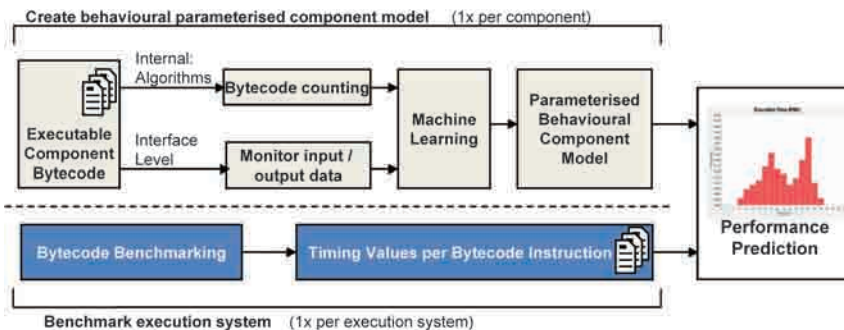 Create behavioural parameterised component model (1x per component)
Internal:
Algorithms
Bytecode counting
Executable
Component
Bytecode
Interface
Level
Monitor input /
output data
Machine
Learning
Parameterised
Behavioural
Component
Model
Performance
Prediction
Bytecode Benchmarking
Timing Values per Bytecode Instruction
Benchmark execution system (1x per execution system)